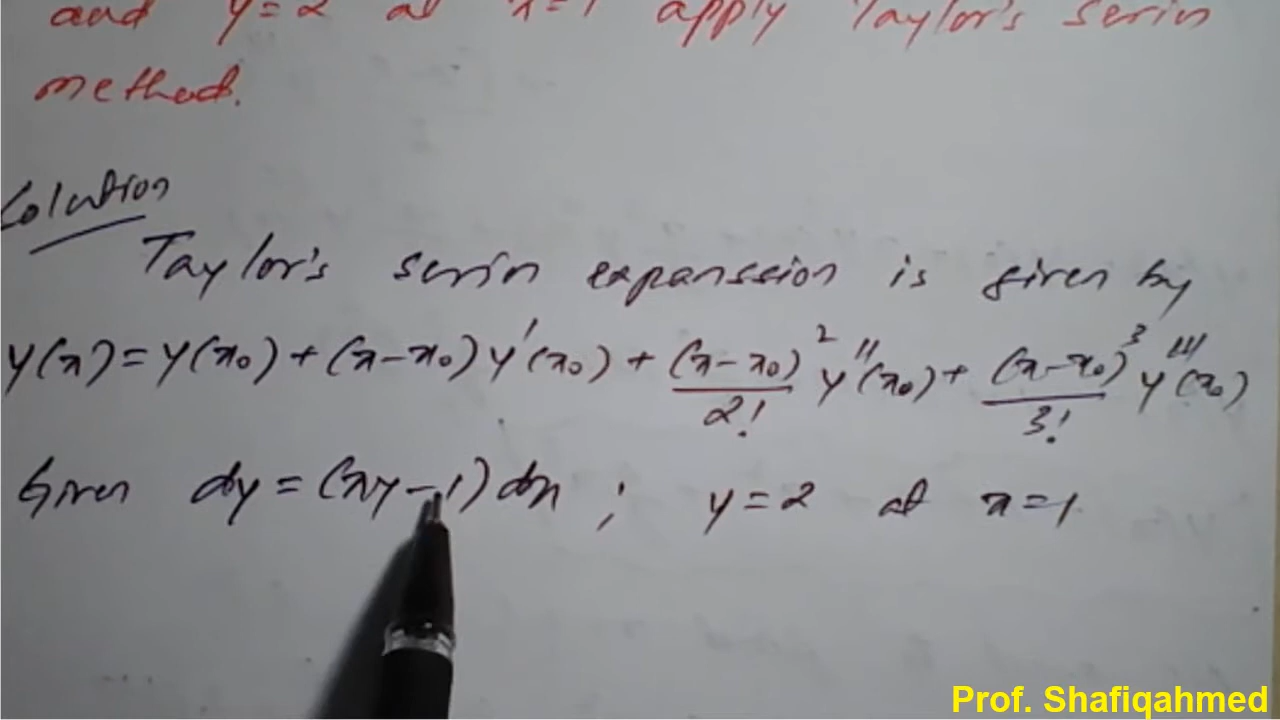 and y=2 at x=1 apply Taylor's series
method.
Solution
Taylor's series expanssion is given by
y(x)=y(x₀)+(x-x₀)y'(x₀)+(x-x₀)²/2! y''(x₀)+(x-x₀)³/3! y'''(x₀)
Given dy=(xy-1)dx ; y=2 at x=1
Prof. Shafiqahmed